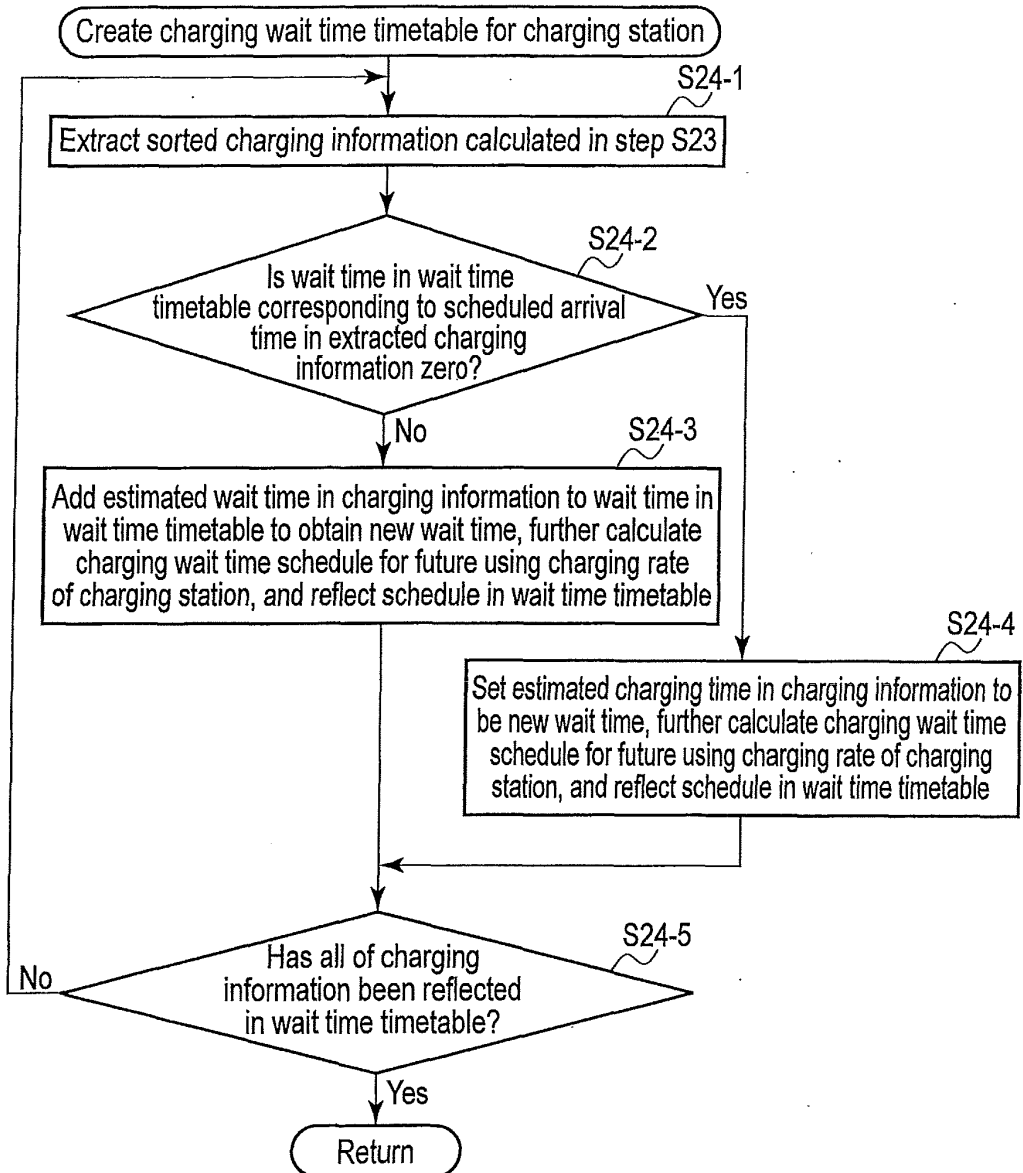 Create charging wait time timetable for charging station
S24-1
Extract sorted charging information calculated in step S23
S24-2
Is wait time in wait time
timetable corresponding to scheduled arrival
time in extracted charging
information zero?
Yes
No
S24-3
Add estimated wait time in charging information to wait time in
wait time timetable to obtain new wait time, further calculate
charging wait time schedule for future using charging rate
of charging station, and reflect schedule in wait time timetable
S24-4
Set estimated charging time in charging information to
be new wait time, further calculate charging wait time
schedule for future using charging rate of charging
station, and reflect schedule in wait time timetable
S24-5
Has all of charging
information been reflected
in wait time timetable?
No
Yes
Return